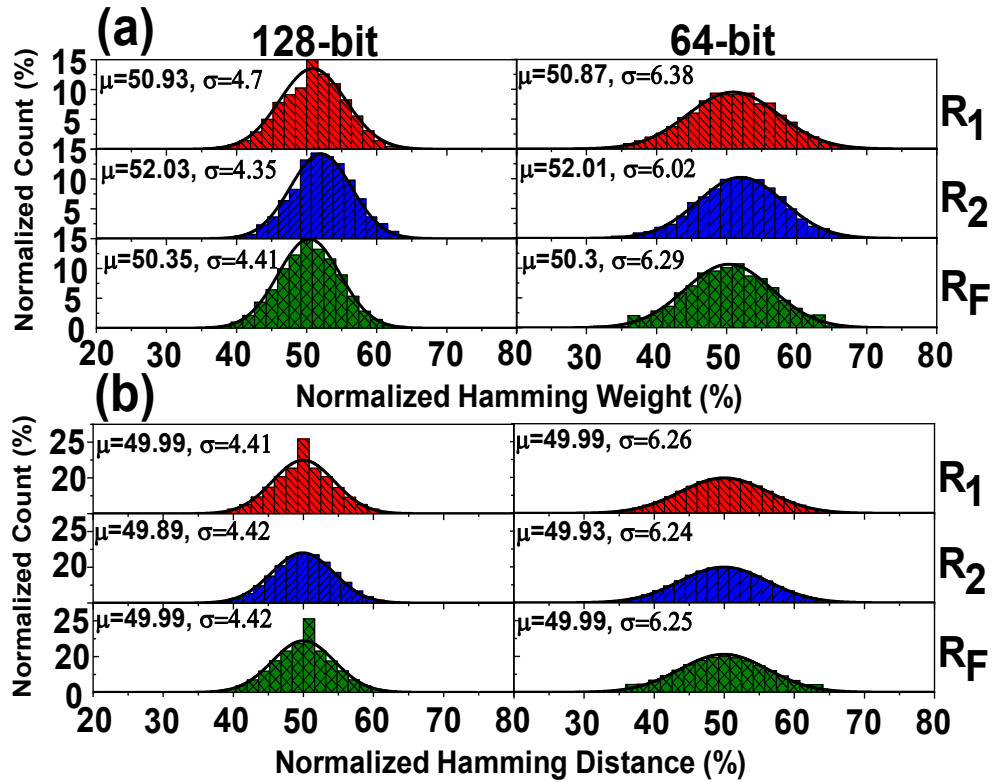 (a)
128-bit 64-bit
Normalized Count (%)
15
10
5
μ=50.93, σ=4.7
μ=50.87, σ=6.38
R1
15
10
5
μ=52.03, σ=4.35
μ=52.01, σ=6.02
R2
15
10
5
0
μ=50.35, σ=4.41
μ=50.3, σ=6.29
RF
20 30 40 50 60 70 80 30 40 50 60 70 80
Normalized Hamming Weight (%)
(b)
Normalized Count (%)
25
20
μ=49.99, σ=4.41
μ=49.99, σ=6.26
R1
25
20
μ=49.89, σ=4.42
μ=49.93, σ=6.24
R2
25
20
0
μ=49.99, σ=4.42
μ=49.99, σ=6.25
RF
20 30 40 50 60 70 80 30 40 50 60 70 80
Normalized Hamming Distance (%)